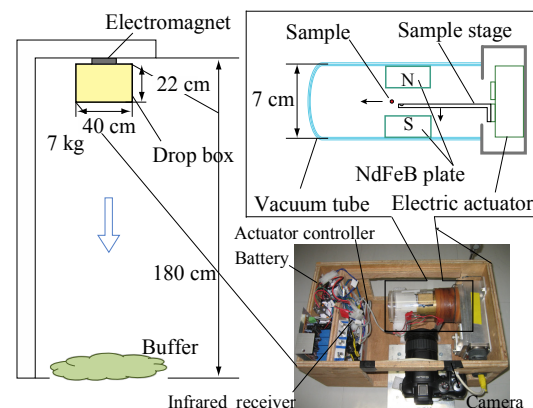 Electromagnet
22 cm
40 cm
7 kg
Drop box
180 cm
Buffer
Sample
Sample stage
7 cm
N
S
NdFeB plate
Vacuum tube
Electric actuator
Actuator controller
Battery
Infrared receiver
Camera